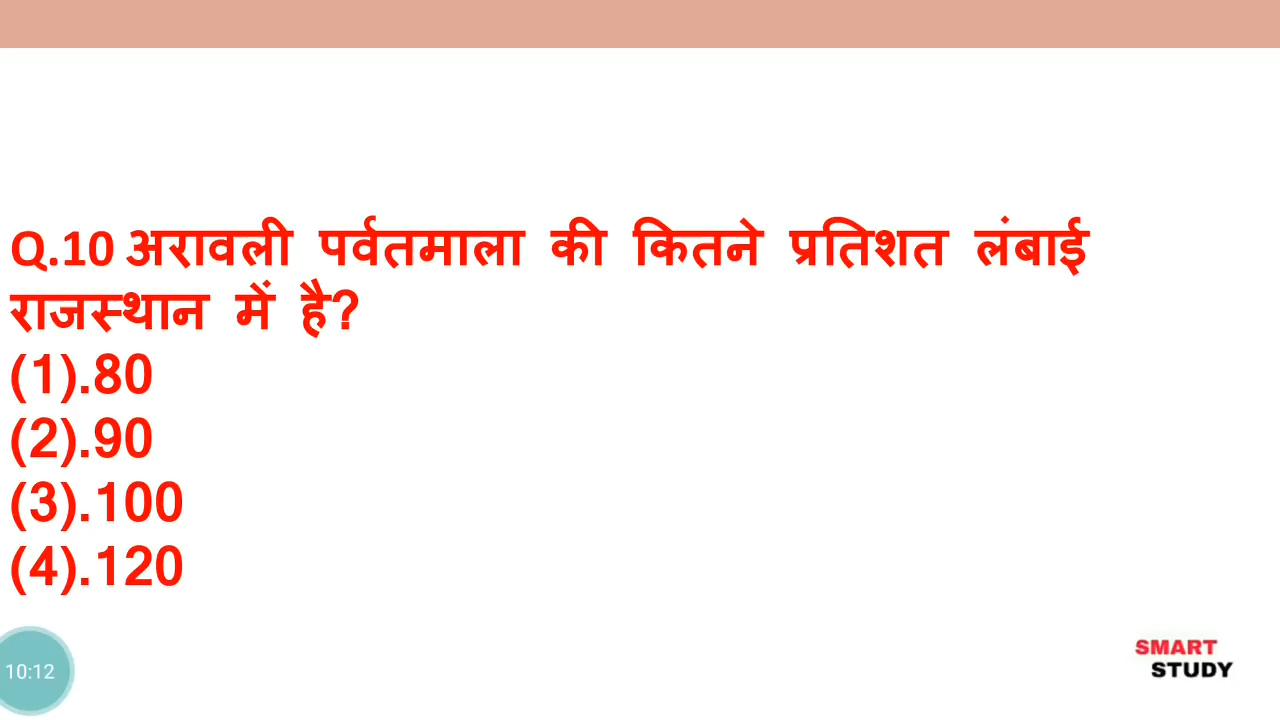 Q.10 अरावली पर्वतमाला की कितने प्रतिशत लंबाई
राजस्थान में है?
(1).80
(2).90
(3).100
(4).120
10:12
SMART
STUDY